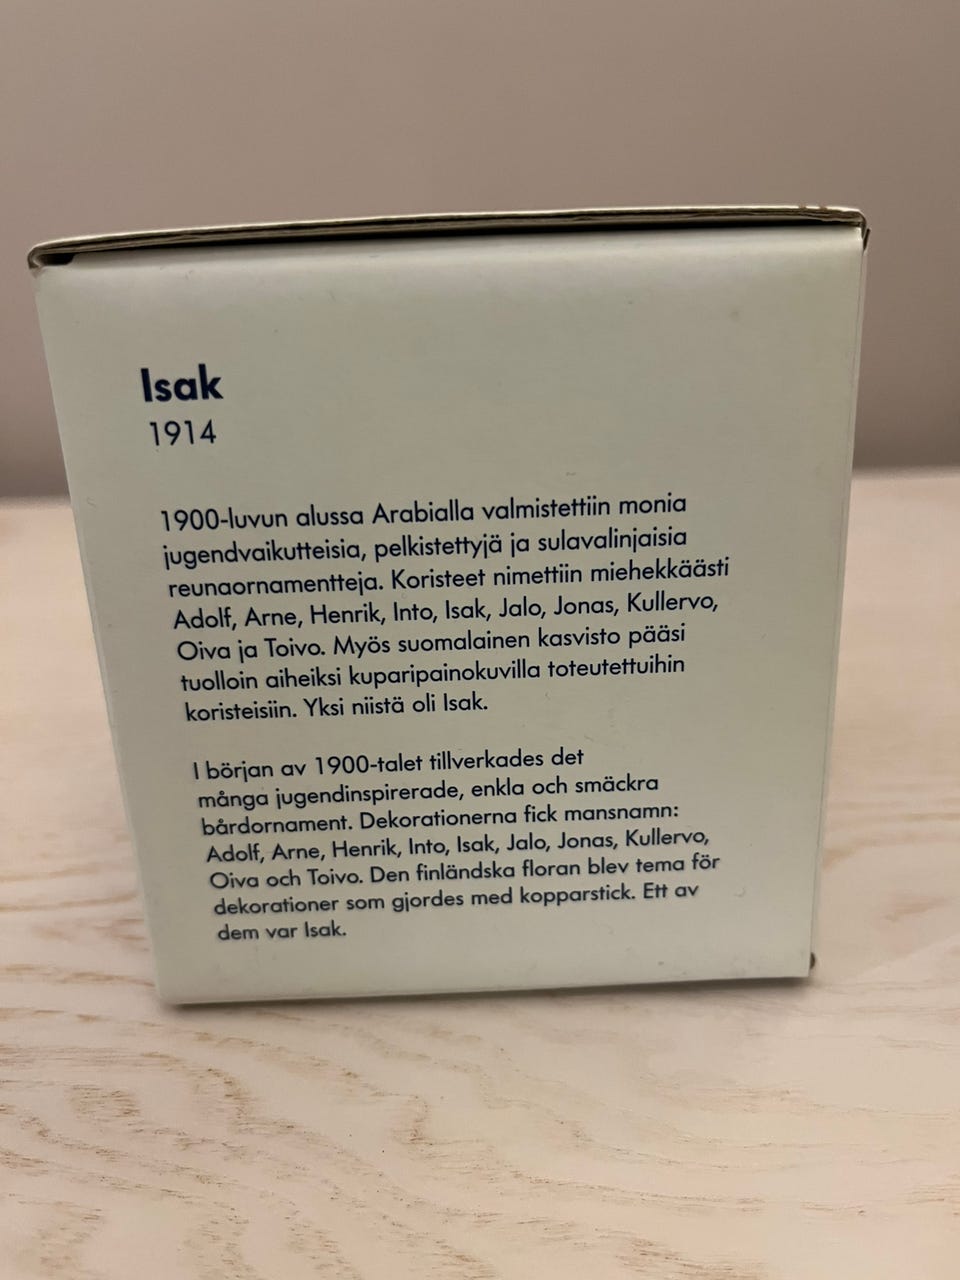 Isak
1914
1900-luvun alussa Arabialla valmistettiin monia
jugendvaikutteisia, pelkistettyjä ja sulavalinjaisia
reunaornamentteja. Koristeet nimettiin miehekkäästi
Adolf, Arne, Henrik, Into, Isak, Jalo, Jonas, Kullervo,
Oiva ja Toivo. Myös suomalainen kasvisto pääsi
tuolloin aiheiksi kuparipainokuvilla toteutettuihin
koristeisiin. Yksi niistä oli Isak.
I början av 1900-talet tillverkades det
många jugendinspirerade, enkla och smäckra
bårdornament. Dekorationerna fick mansnamn:
Adolf, Arne, Henrik, Into, Isak, Jalo, Jonas, Kullervo,
Oiva och Toivo. Den finländska floran blev tema för
dekorationer som gjordes med kopparstick. Ett av
dem var Isak.